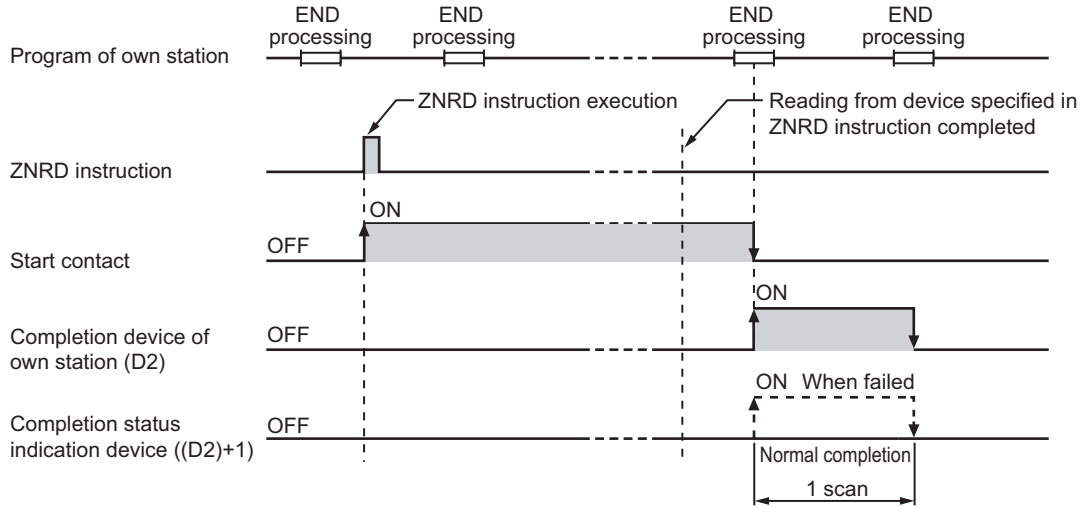 END processing
END processing
END processing
END processing
Program of own station
ZNRD instruction execution
Reading from device specified in
ZNRD instruction completed
ZNRD instruction
ON
OFF
Start contact
ON
Completion device of
own station (D2)
OFF
ON When failed
Completion status
indication device ((D2)+1)
OFF
Normal completion
1 scan